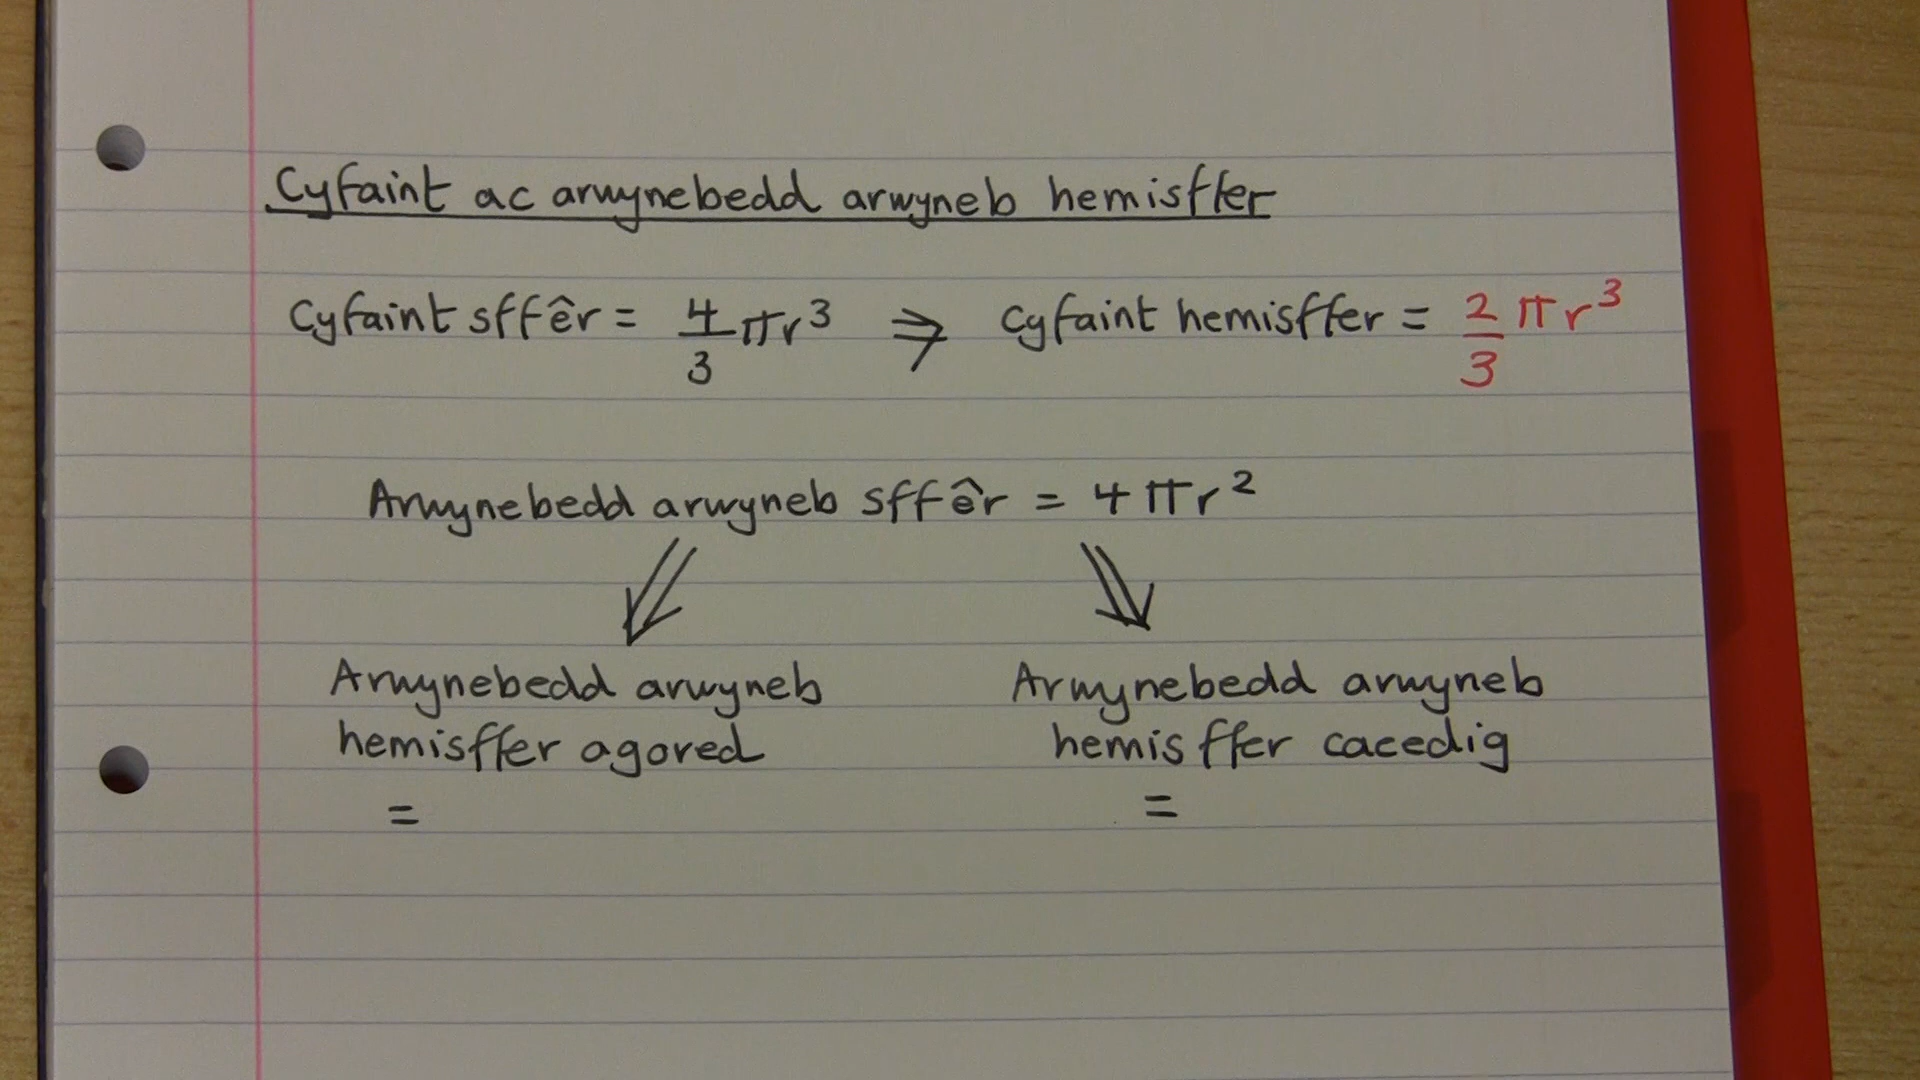 Cyfaint ac arwynebedd arwyneb hemisffer
Cyfaint sffêr = 4/3 πr³ ⇒ Cyfaint hemisffer = 2/3 πr³
Arwynebedd arwyneb sffêr = 4πr²
Arwynebedd arwyneb
hemisffer agored
=
Arwynebedd arwyneb
hemisffer caeedig
=